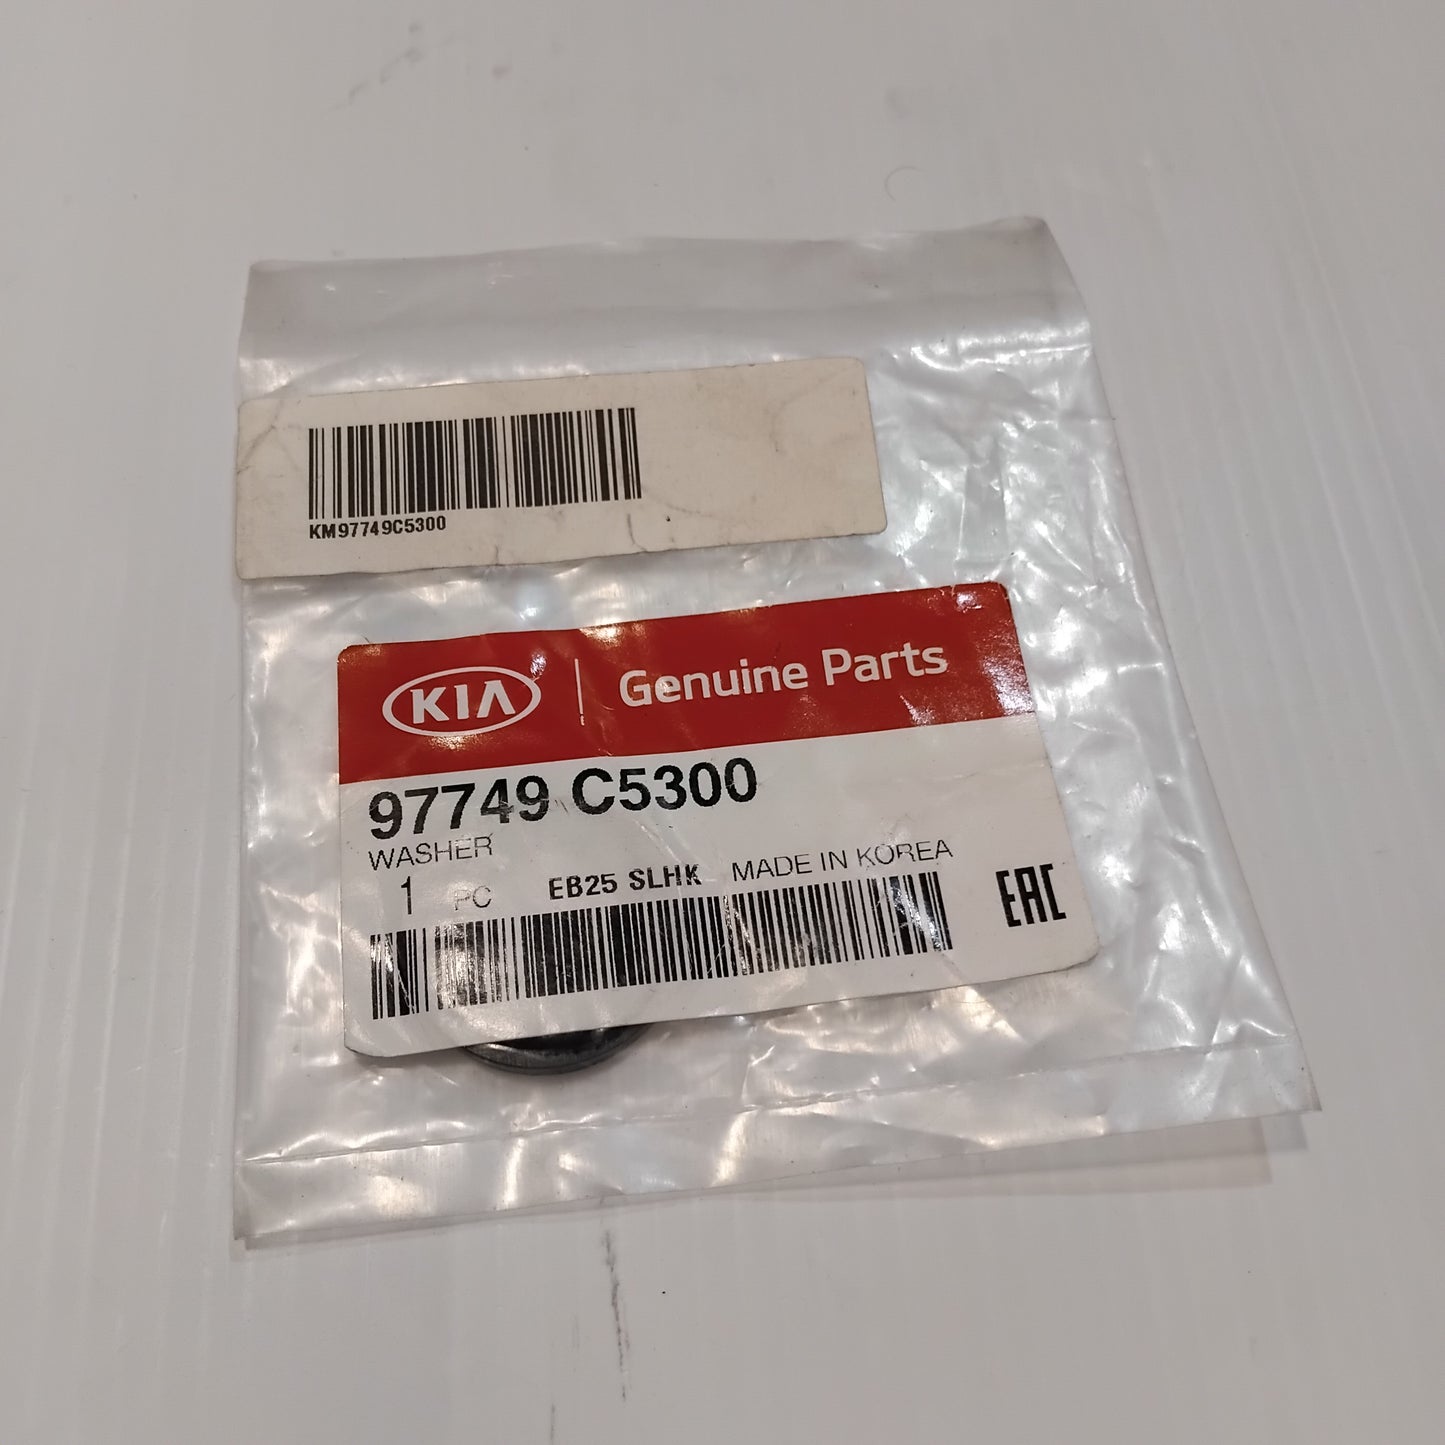 KM97749C5300
KIA Genuine Parts
97749 C5300
WASHER
1 PC EB25 SLHK MADE IN KOREA
EAC